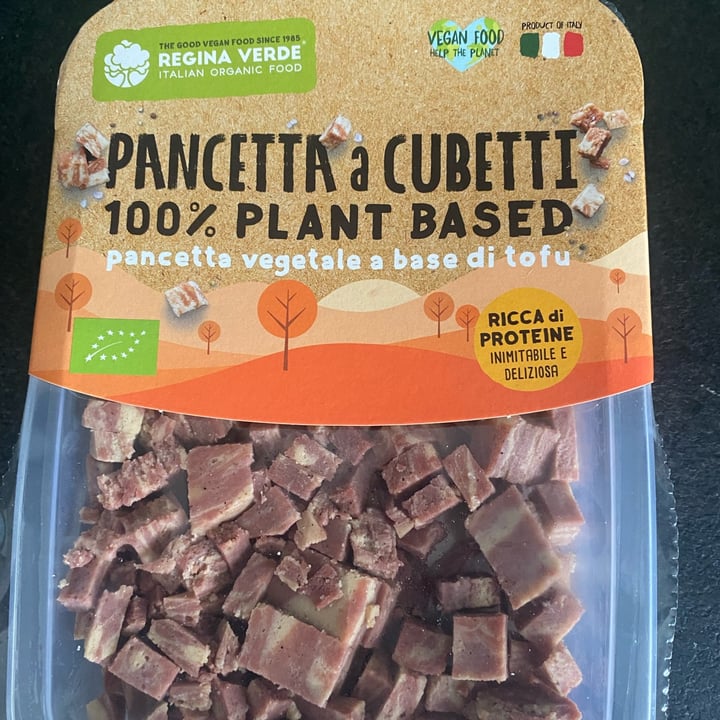 THE GOOD VEGAN FOOD SINCE 1985
REGINA VERDE
ITALIAN ORGANIC FOOD
VEGAN FOOD
HELP THE PLANET
PRODUCT OF ITALY
PANCETTA a CUBETTI
100% PLANT BASED
pancetta vegetale a base di tofu
RICCA di
PROTEINE
INIMITABILE E
DELIZIOSA